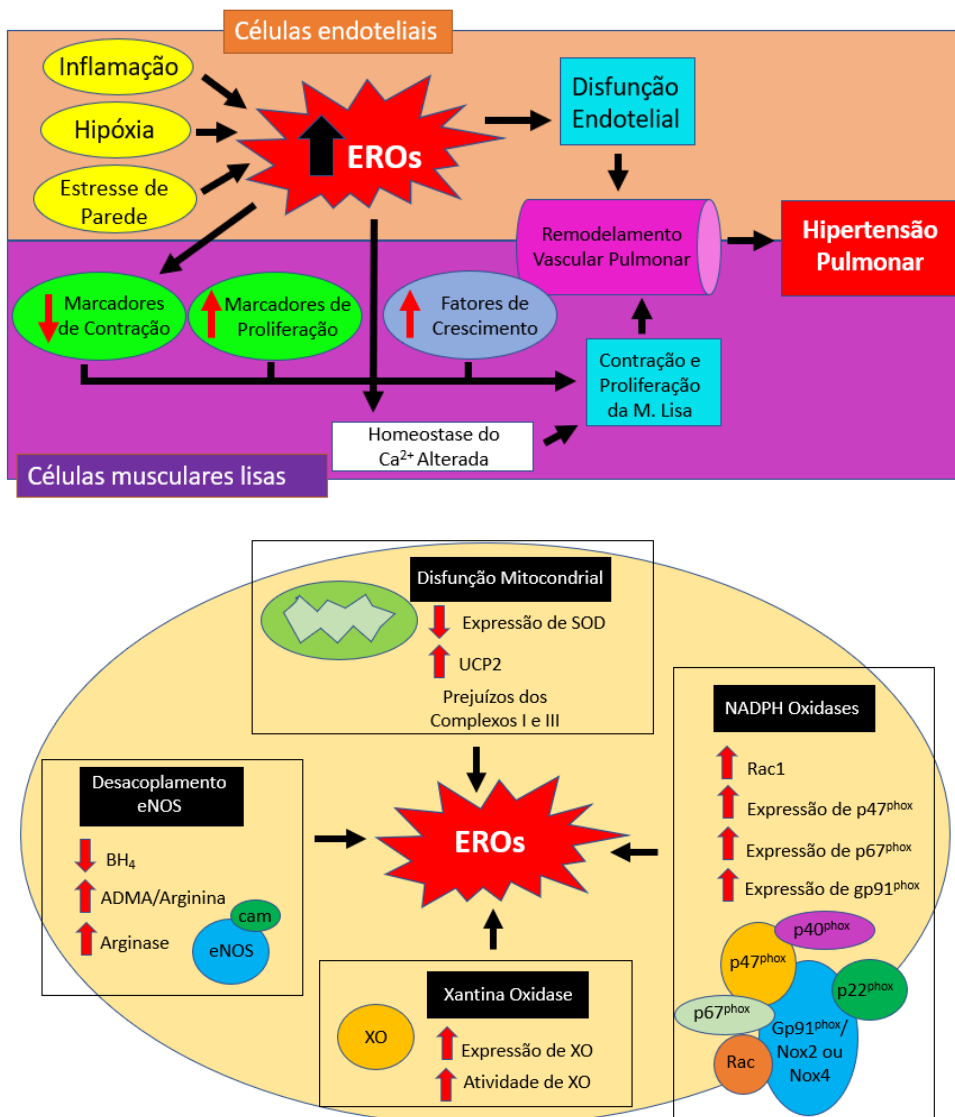 Células endoteliais
Inflamação
Hipóxia
Estresse de
Parede
EROs
Disfunção
Endotelial
Remodelamento
Vascular Pulmonar
Hipertensão
Pulmonar
Marcadores
de Contração
Marcadores de
Proliferação
Fatores de
Crescimento
Contração e
Proliferação
da M. Lisa
Homeostase do
Ca²⁺ Alterada
Células musculares lisas
Disfunção Mitocondrial
Expressão de SOD
UCP2
Prejuízos dos
Complexos I e III
NADPH Oxidases
Rac1
Expressão de p47ᵖʰᵒˣ
Expressão de p67ᵖʰᵒˣ
Expressão de gp91ᵖʰᵒˣ
p40ᵖʰᵒˣ
p47ᵖʰᵒˣ
p22ᵖʰᵒˣ
p67ᵖʰᵒˣ
Gp91ᵖʰᵒˣ/
Nox2 ou
Nox4
Rac
Desacoplamento
eNOS
BH₄
ADMA/Arginina
Arginase
cam
eNOS
EROs
Xantina Oxidase
XO
Expressão de XO
Atividade de XO